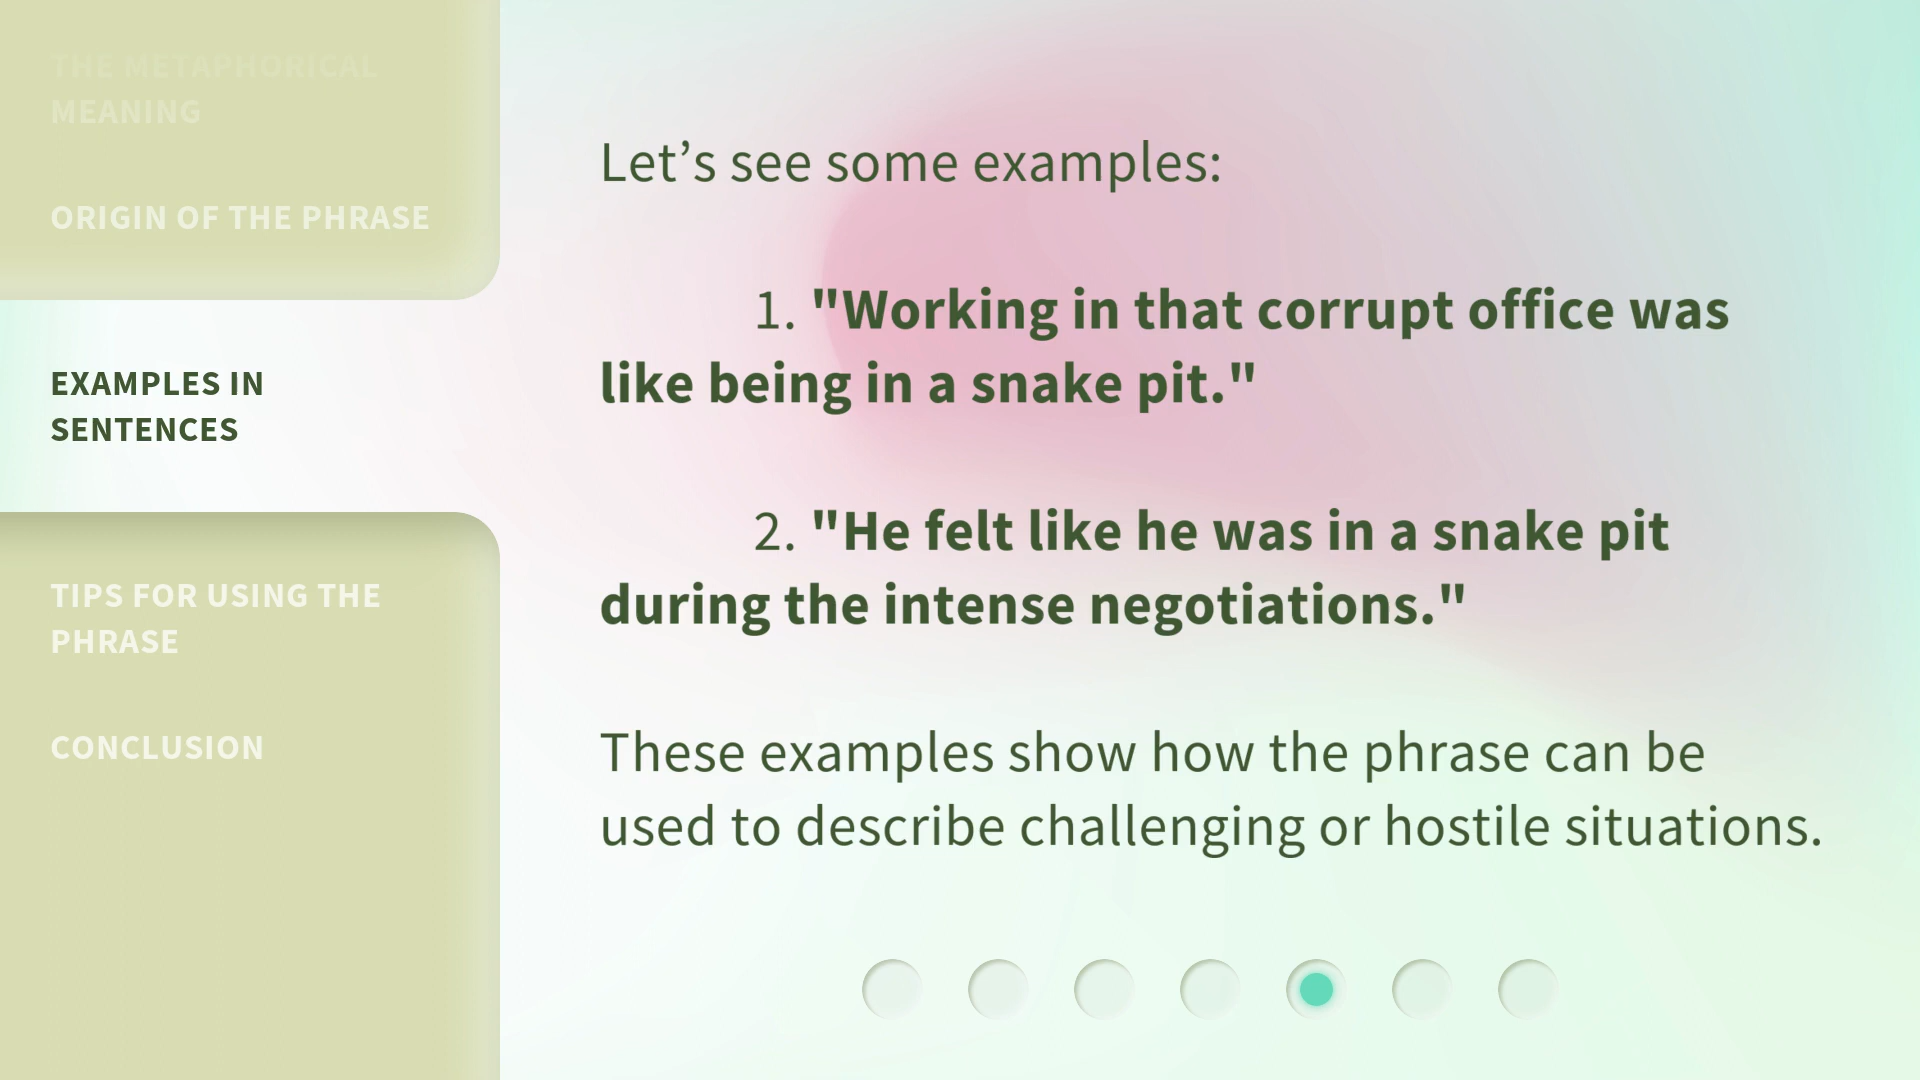 THE METAPHORICAL
MEANING
ORIGIN OF THE PHRASE
EXAMPLES IN
SENTENCES
TIPS FOR USING THE
PHRASE
CONCLUSION
Let’s see some examples:
1. "Working in that corrupt office was
like being in a snake pit."
2. "He felt like he was in a snake pit
during the intense negotiations."
These examples show how the phrase can be
used to describe challenging or hostile situations.